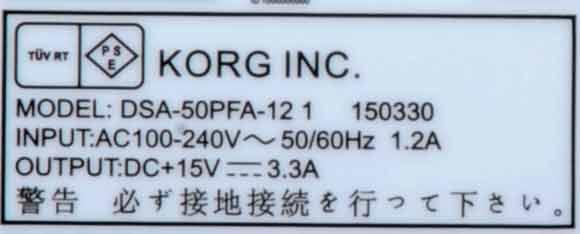 TÜV RT
PSE
KORG INC.
MODEL: DSA-50PFA-12 1 150330
INPUT:AC100-240V～ 50/60Hz 1.2A
OUTPUT:DC+15V ⎓ 3.3A
警告 必ず接地接続を行って下さい。